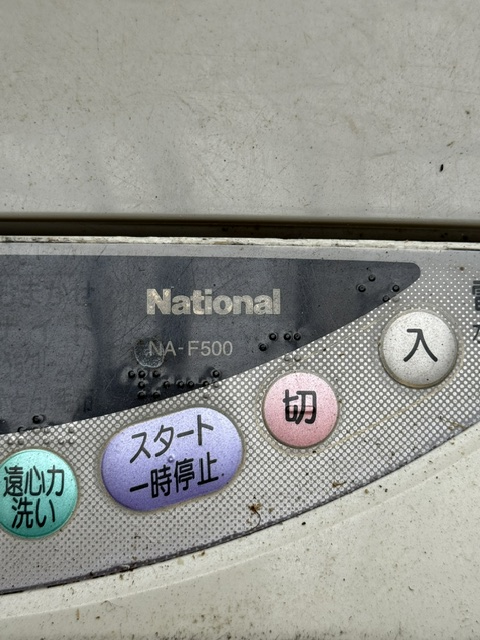 National
NA-F500
入
切
スタート
一時停止
遠心力
洗い